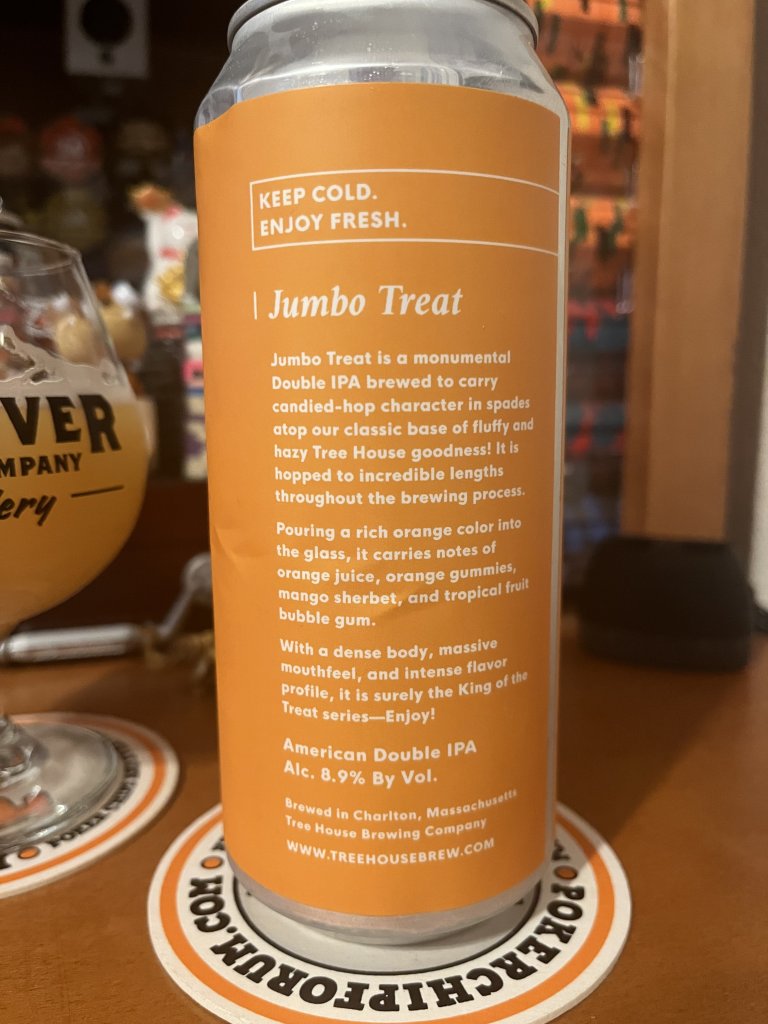 KEEP COLD.
ENJOY FRESH.
Jumbo Treat
Jumbo Treat is a monumental
Double IPA brewed to carry
candied-hop character in spades
atop our classic base of fluffy and
hazy Tree House goodness! It is
hopped to incredible lengths
throughout the brewing process.
Pouring a rich orange color into
the glass, it carries notes of
orange juice, orange gummies,
mango sherbet, and tropical fruit
bubble gum.
With a dense body, massive
mouthfeel, and intense flavor
profile, it is surely the King of the
Treat series—Enjoy!
American Double IPA
Alc. 8.9% By Vol.
Brewed in Charlton, Massachusetts
Tree House Brewing Company
WWW.TREEHOUSEBREW.COM
POKERCHIPFORUM.COM